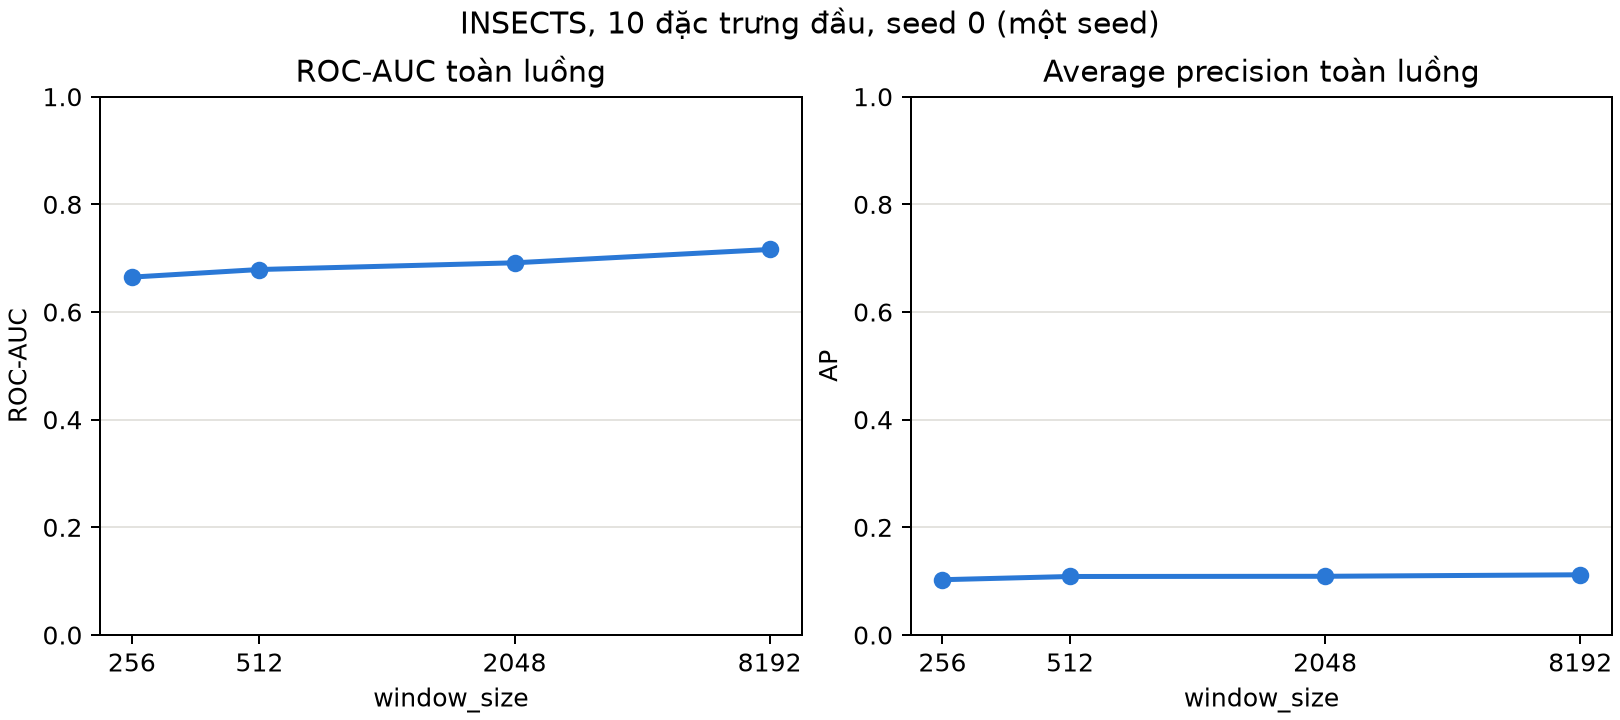 INSECTS, 10 đặc trưng đầu, seed 0 (một seed)
ROC-AUC toàn luồng
1.0
0.8
0.6
0.4
0.2
0.0
ROC-AUC
256 512 2048 8192
window_size
Average precision toàn luồng
1.0
0.8
0.6
0.4
0.2
0.0
AP
256 512 2048 8192
window_size